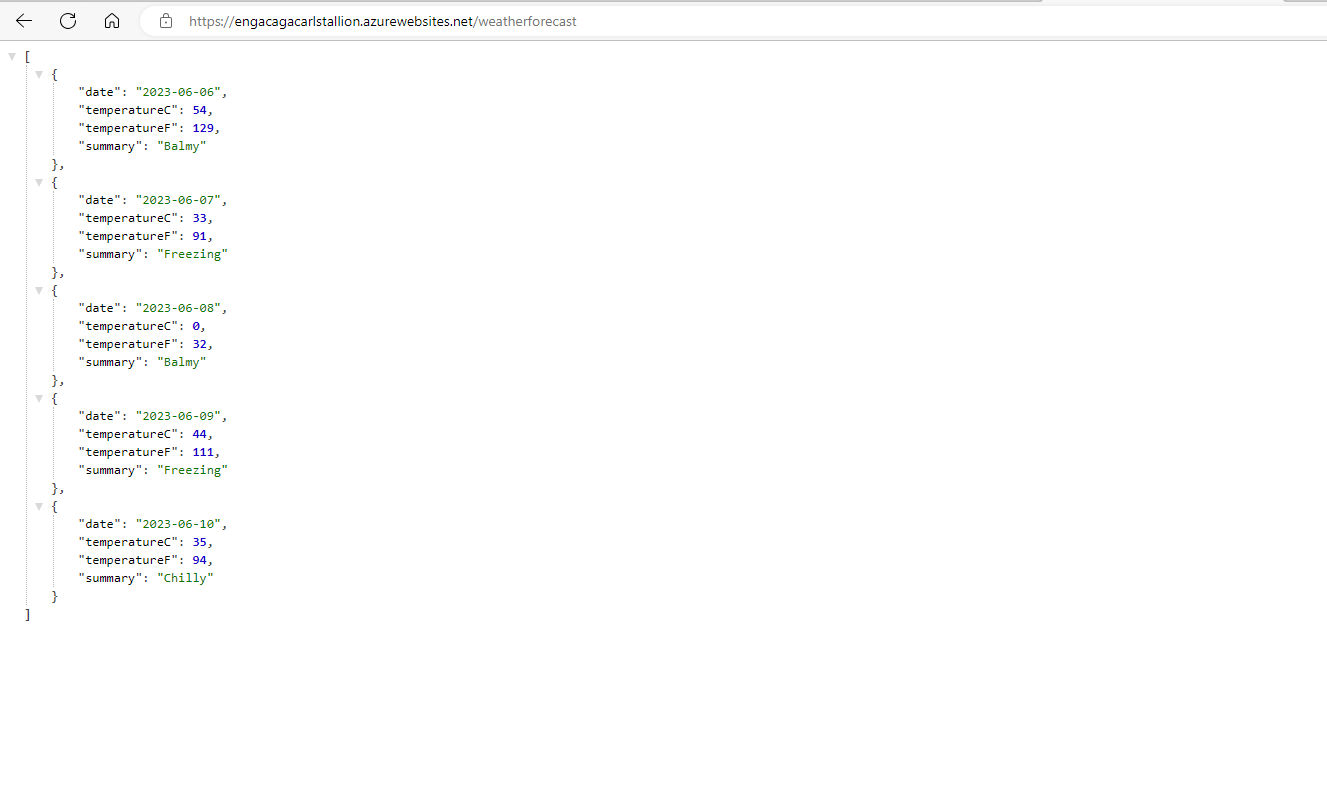 https://engacagacarlstallion.azurewebsites.net/weatherforecast
[
{
"date": "2023-06-06",
"temperatureC": 54,
"temperatureF": 129,
"summary": "Balmy"
},
{
"date": "2023-06-07",
"temperatureC": 33,
"temperatureF": 91,
"summary": "Freezing"
},
{
"date": "2023-06-08",
"temperatureC": 0,
"temperatureF": 32,
"summary": "Balmy"
},
{
"date": "2023-06-09",
"temperatureC": 44,
"temperatureF": 111,
"summary": "Freezing"
},
{
"date": "2023-06-10",
"temperatureC": 35,
"temperatureF": 94,
"summary": "Chilly"
}
]